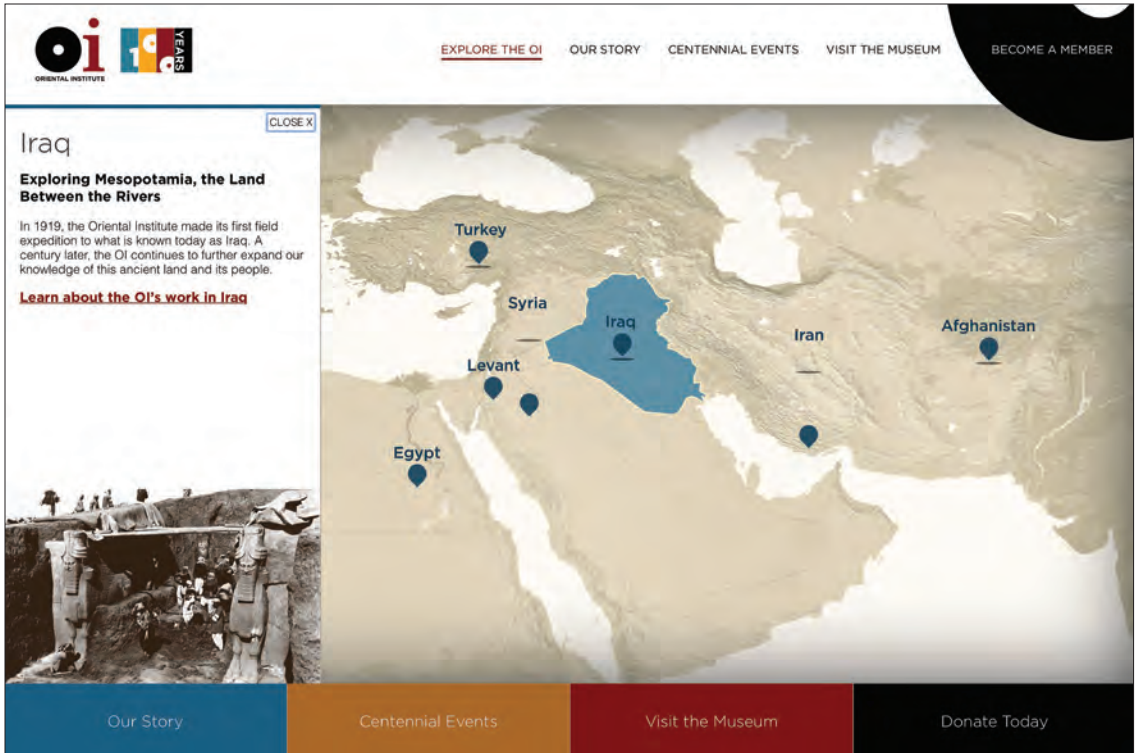 Oi
ORIENTAL INSTITUTE
100
YEARS
EXPLORE THE OI
OUR STORY
CENTENNIAL EVENTS
VISIT THE MUSEUM
BECOME A MEMBER
CLOSE X
Iraq
Exploring Mesopotamia, the Land
Between the Rivers
In 1919, the Oriental Institute made its first field
expedition to what is known today as Iraq. A
century later, the OI continues to further expand our
knowledge of this ancient land and its people.
Learn about the OI's work in Iraq
Turkey
Syria
Iraq
Iran
Afghanistan
Levant
Egypt
Our Story
Centennial Events
Visit the Museum
Donate Today